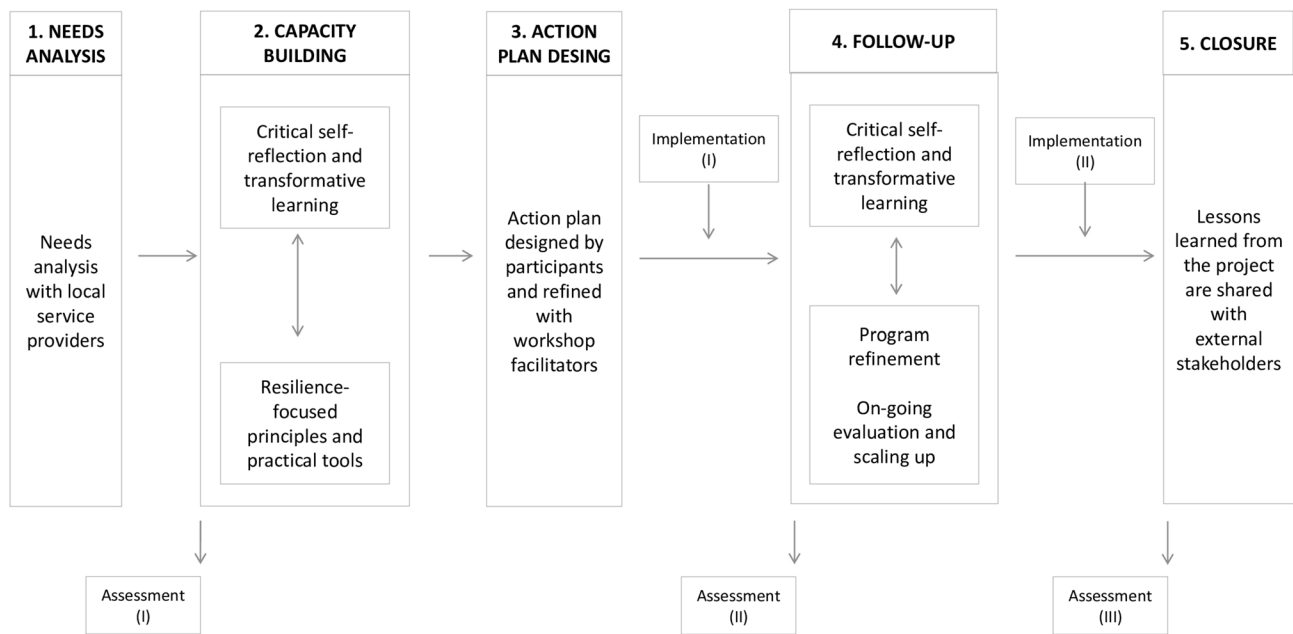 1. NEEDS
ANALYSIS
Needs
analysis
with local
service
providers
2. CAPACITY
BUILDING
Critical self-
reflection and
transformative
learning
Resilience-
focused
principles and
practical tools
3. ACTION
PLAN DESING
Action plan
designed by
participants
and refined
with
workshop
facilitators
Implementation
(I)
4. FOLLOW-UP
Critical self-
reflection and
transformative
learning
Program
refinement
On-going
evaluation and
scaling up
Implementation
(II)
5. CLOSURE
Lessons
learned from
the project
are shared
with
external
stakeholders
Assessment
(I)
Assessment
(II)
Assessment
(III)